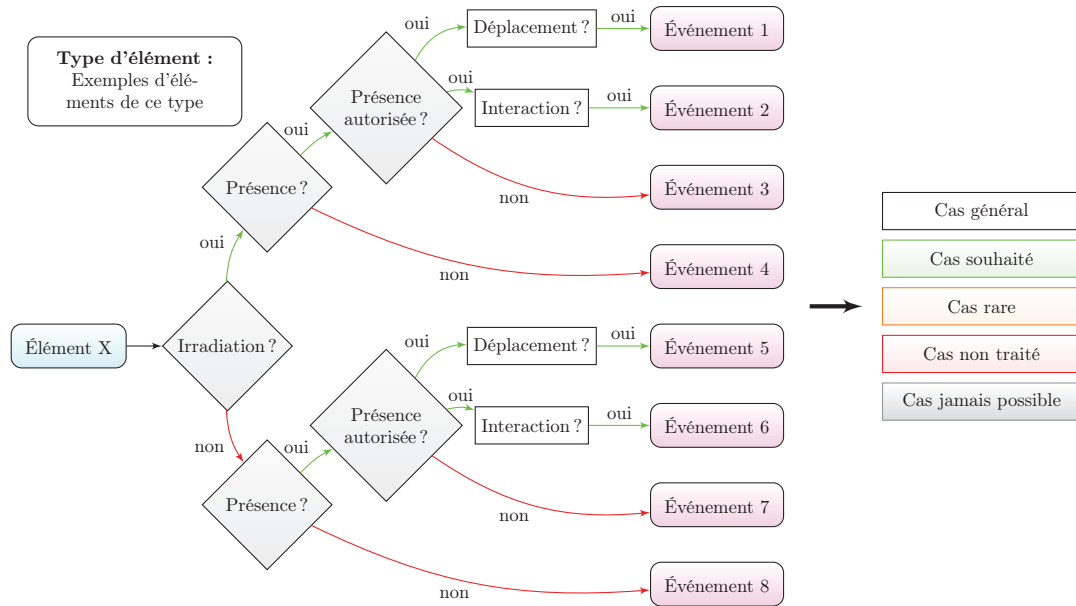 Type d'élément :
Exemples d'élé-
ments de ce type
Élément X
Irradiation ?
oui
non
Présence ?
oui
non
Présence
autorisée ?
oui
oui
non
Déplacement ?
oui
Événement 1
Interaction ?
oui
Événement 2
Événement 3
Événement 4
Présence ?
oui
non
Présence
autorisée ?
oui
oui
non
Déplacement ?
oui
Événement 5
Interaction ?
oui
Événement 6
Événement 7
Événement 8
Cas général
Cas souhaité
Cas rare
Cas non traité
Cas jamais possible